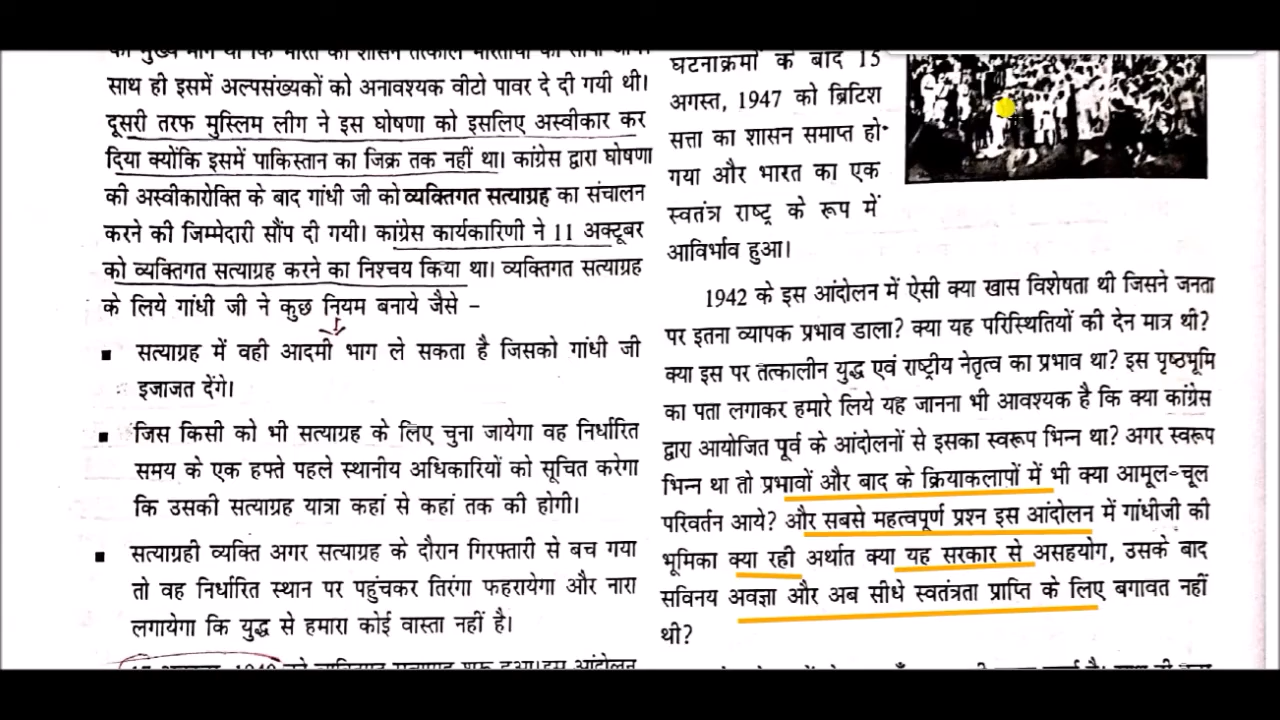 साथ ही इसमें अल्पसंख्यकों को अनावश्यक वीटो पावर दे दी गयी थी।
दूसरी तरफ मुस्लिम लीग ने इस घोषणा को इसलिए अस्वीकार कर
दिया क्योंकि इसमें पाकिस्तान का जिक्र तक नहीं था। कांग्रेस द्वारा घोषणा
की अस्वीकारोक्ति के बाद गांधी जी को व्यक्तिगत सत्याग्रह का संचालन
करने की जिम्मेदारी सौंप दी गयी। कांग्रेस कार्यकारिणी ने 11 अक्टूबर
को व्यक्तिगत सत्याग्रह करने का निश्चय किया था। व्यक्तिगत सत्याग्रह
के लिये गांधी जी ने कुछ नियम बनाये जैसे –
▪ सत्याग्रह में वही आदमी भाग ले सकता है जिसको गांधी जी
इजाजत देंगे।
▪ जिस किसी को भी सत्याग्रह के लिए चुना जायेगा वह निर्धारित
समय के एक हफ्ते पहले स्थानीय अधिकारियों को सूचित करेगा
कि उसकी सत्याग्रह यात्रा कहां से कहां तक की होगी।
▪ सत्याग्रही व्यक्ति अगर सत्याग्रह के दौरान गिरफ्तारी से बच गया
तो वह निर्धारित स्थान पर पहुंचकर तिरंगा फहरायेगा और नारा
लगायेगा कि युद्ध से हमारा कोई वास्ता नहीं है।
घटनाक्रमों के बाद 15
अगस्त, 1947 को ब्रिटिश
सत्ता का शासन समाप्त हो
गया और भारत का एक
स्वतंत्र राष्ट्र के रूप में
आविर्भाव हुआ।
1942 के इस आंदोलन में ऐसी क्या खास विशेषता थी जिसने जनता
पर इतना व्यापक प्रभाव डाला? क्या यह परिस्थितियों की देन मात्र थी?
क्या इस पर तत्कालीन युद्ध एवं राष्ट्रीय नेतृत्व का प्रभाव था? इस पृष्ठभूमि
का पता लगाकर हमारे लिये यह जानना भी आवश्यक है कि क्या कांग्रेस
द्वारा आयोजित पूर्व के आंदोलनों से इसका स्वरूप भिन्न था? अगर स्वरूप
भिन्न था तो प्रभावों और बाद के क्रियाकलापों में भी क्या आमूल-चूल
परिवर्तन आये? और सबसे महत्वपूर्ण प्रश्न इस आंदोलन में गांधीजी की
भूमिका क्या रही अर्थात क्या यह सरकार से असहयोग, उसके बाद
सविनय अवज्ञा और अब सीधे स्वतंत्रता प्राप्ति के लिए बगावत नहीं
थी?